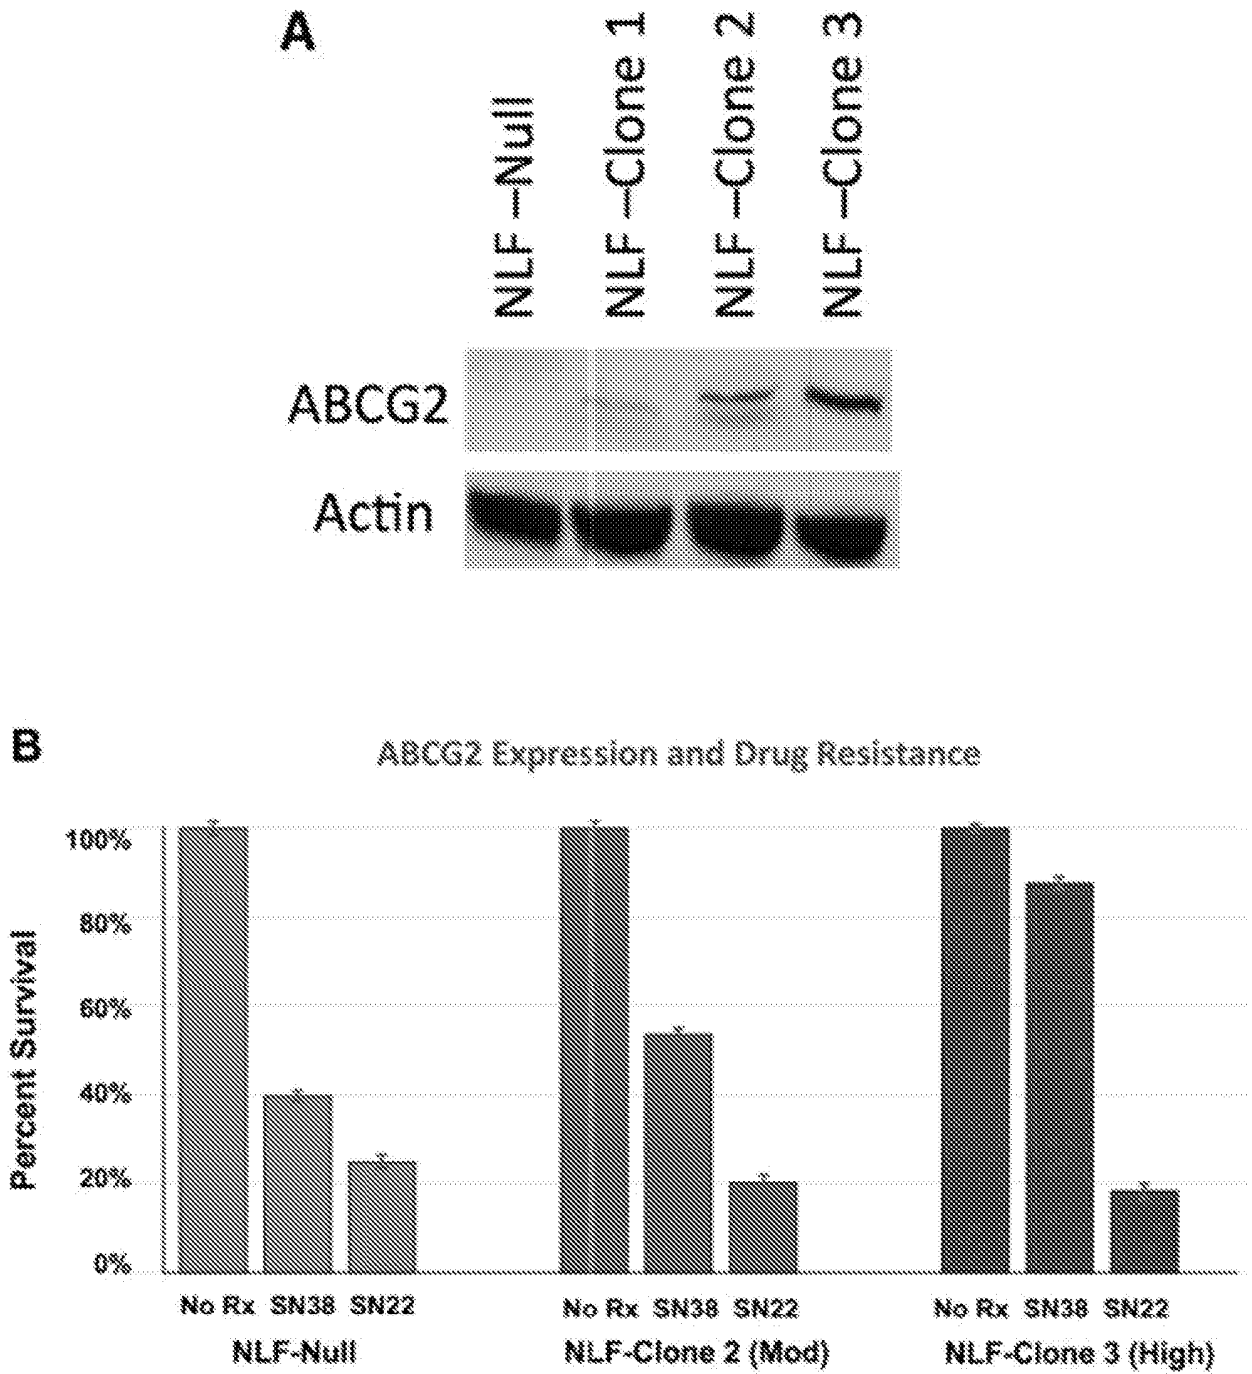 A
NLF –Null
NLF –Clone 1
NLF –Clone 2
NLF –Clone 3
ABCG2
Actin
B
ABCG2 Expression and Drug Resistance
Percent Survival
100%
80%
60%
40%
20%
0%
No Rx SN38 SN22
No Rx SN38 SN22
No Rx SN38 SN22
NLF-Null
NLF-Clone 2 (Mod)
NLF-Clone 3 (High)